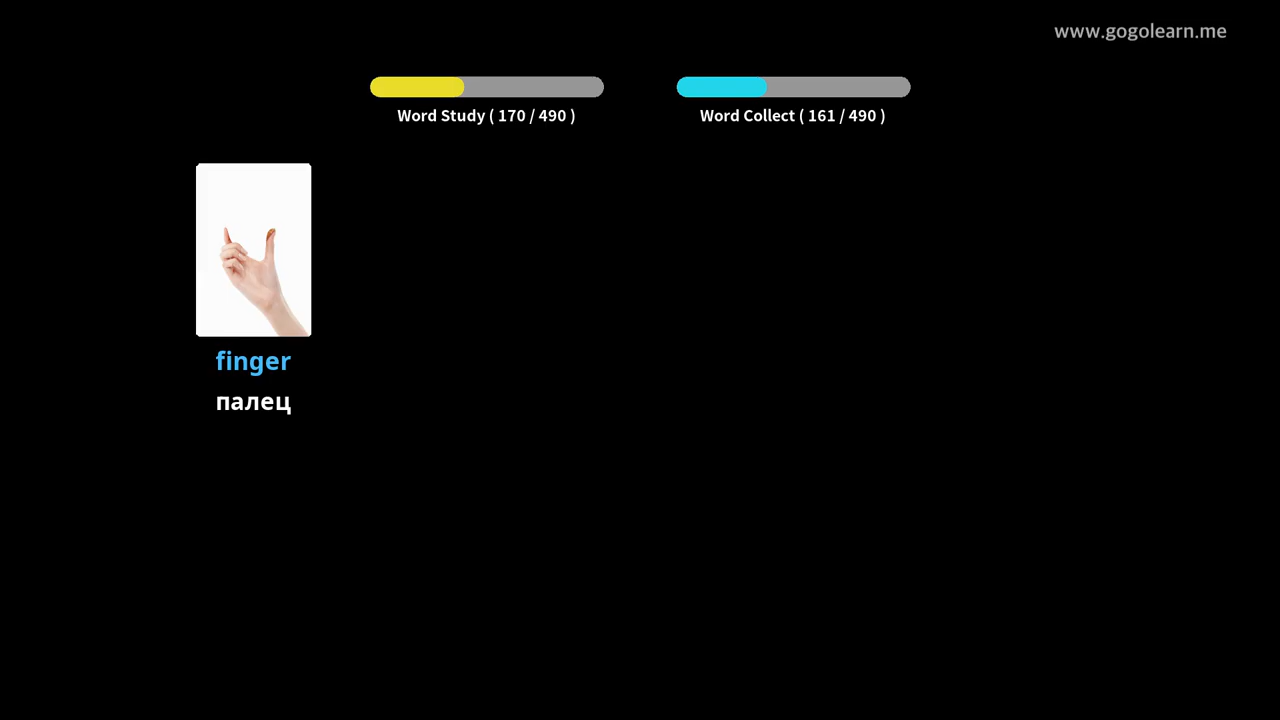 www.gogolearn.me
Word Study ( 170 / 490 )
Word Collect ( 161 / 490 )
finger
палец